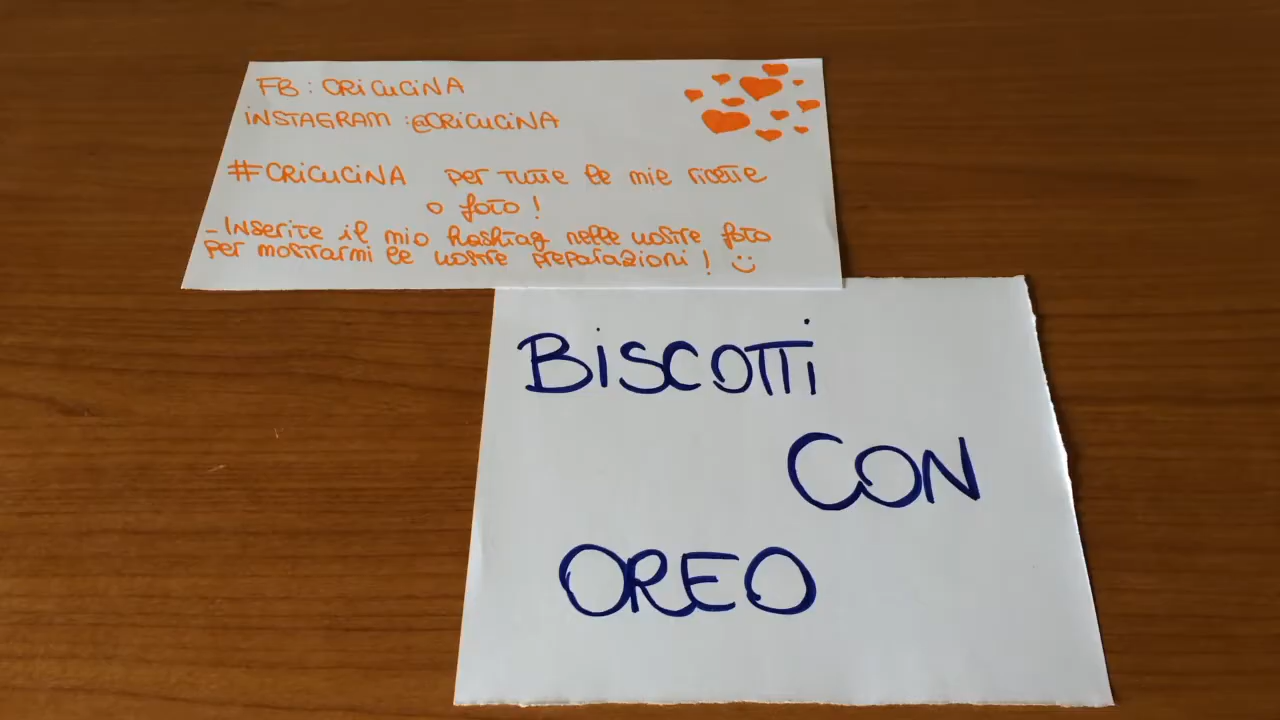 FB: CRiCUCiNA
iNSTAGRAM :@CRiCUCiNA
#CRiCUCiNA per TUTTE le mie ricette
o foto!
- Inserite il mio hashtag nelle vostre foto
per mostrarmi le vostre preparazioni! :)
BiSCOTTi
CON
OREO